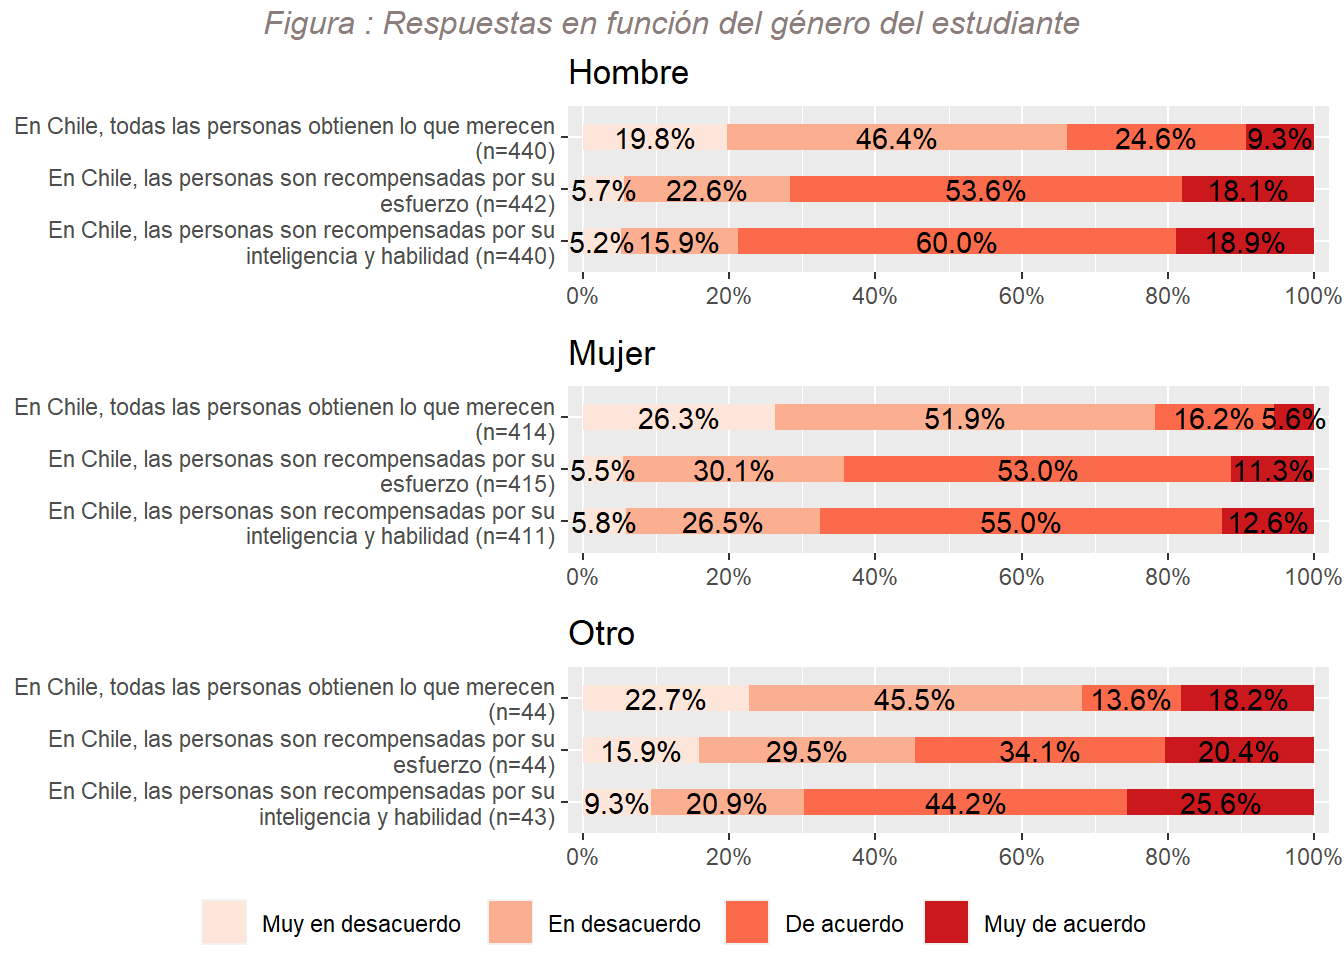 Figura : Respuestas en función del género del estudiante
Hombre
En Chile, todas las personas obtienen lo que merecen
(n=440)
19.8% 46.4% 24.6% 9.3%
En Chile, las personas son recompensadas por su
esfuerzo (n=442)
5.7% 22.6% 53.6% 18.1%
En Chile, las personas son recompensadas por su
inteligencia y habilidad (n=440)
5.2% 15.9% 60.0% 18.9%
0% 20% 40% 60% 80% 100%
Mujer
En Chile, todas las personas obtienen lo que merecen
(n=414)
26.3% 51.9% 16.2% 5.6%
En Chile, las personas son recompensadas por su
esfuerzo (n=415)
5.5% 30.1% 53.0% 11.3%
En Chile, las personas son recompensadas por su
inteligencia y habilidad (n=411)
5.8% 26.5% 55.0% 12.6%
0% 20% 40% 60% 80% 100%
Otro
En Chile, todas las personas obtienen lo que merecen
(n=44)
22.7% 45.5% 13.6% 18.2%
En Chile, las personas son recompensadas por su
esfuerzo (n=44)
15.9% 29.5% 34.1% 20.4%
En Chile, las personas son recompensadas por su
inteligencia y habilidad (n=43)
9.3% 20.9% 44.2% 25.6%
0% 20% 40% 60% 80% 100%
Muy en desacuerdo En desacuerdo De acuerdo Muy de acuerdo